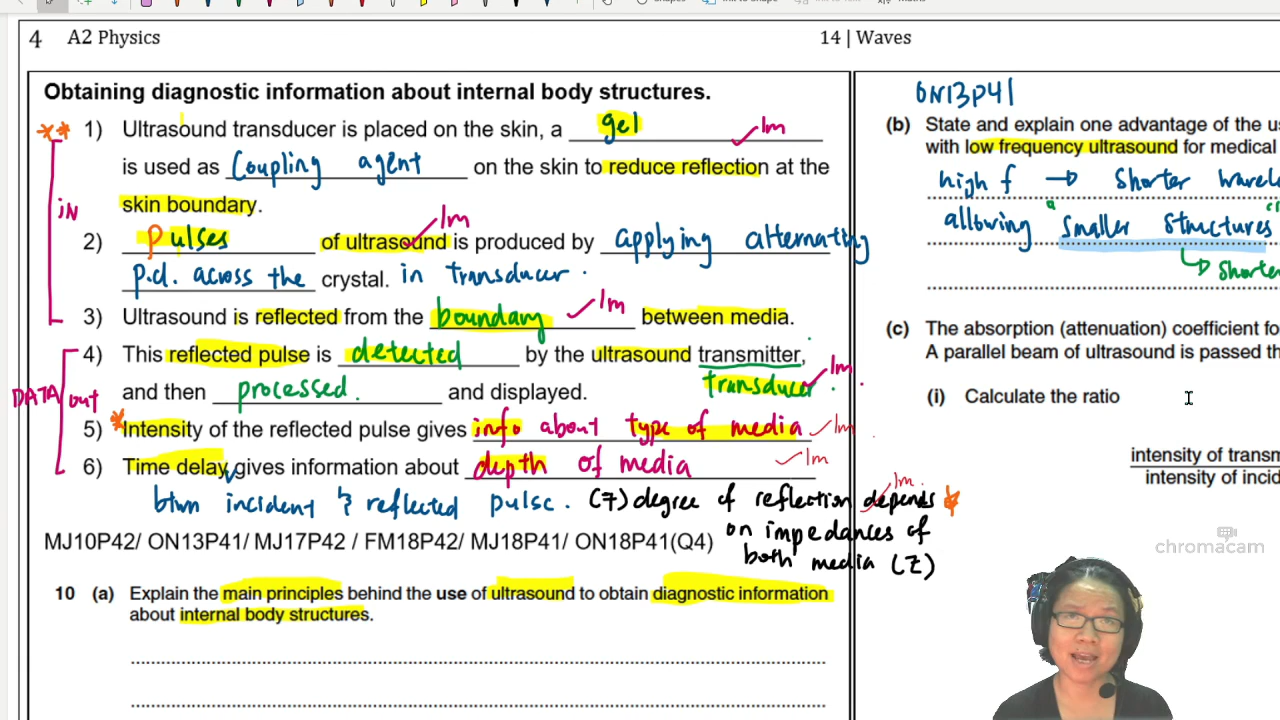 4 A2 Physics
14 | Waves
Obtaining diagnostic information about internal body structures.
** 1) Ultrasound transducer is placed on the skin, a gel 1m
is used as Coupling agent on the skin to reduce reflection at the
skin boundary.
iN
1m
2) Pulses of ultrasound is produced by applying alternating
p.d. across the crystal. in transducer.
3) Ultrasound is reflected from the boundary 1m between media.
4) This reflected pulse is detected by the ultrasound transmitter,
DATA out
and then processed. and displayed. transducer 1m
* 5) Intensity of the reflected pulse gives info about type of media 1m
6) Time delay gives information about depth of media 1m
btwn incident & reflected pulse. (7) degree of reflection depends 1m
on impedances of
MJ10P42/ ON13P41/ MJ17P42 / FM18P42/ MJ18P41/ ON18P41(Q4)
both media (Z)
10 (a) Explain the main principles behind the use of ultrasound to obtain diagnostic information
about internal body structures.
ON13P41
(b) State and explain one advantage of the us
with low frequency ultrasound for medical
high f → Shorter wavele
allowing smaller structures
↳ Shorte
(c) The absorption (attenuation) coefficient fo
A parallel beam of ultrasound is passed th
(i) Calculate the ratio
intensity of transm
intensity of incid
chromacam